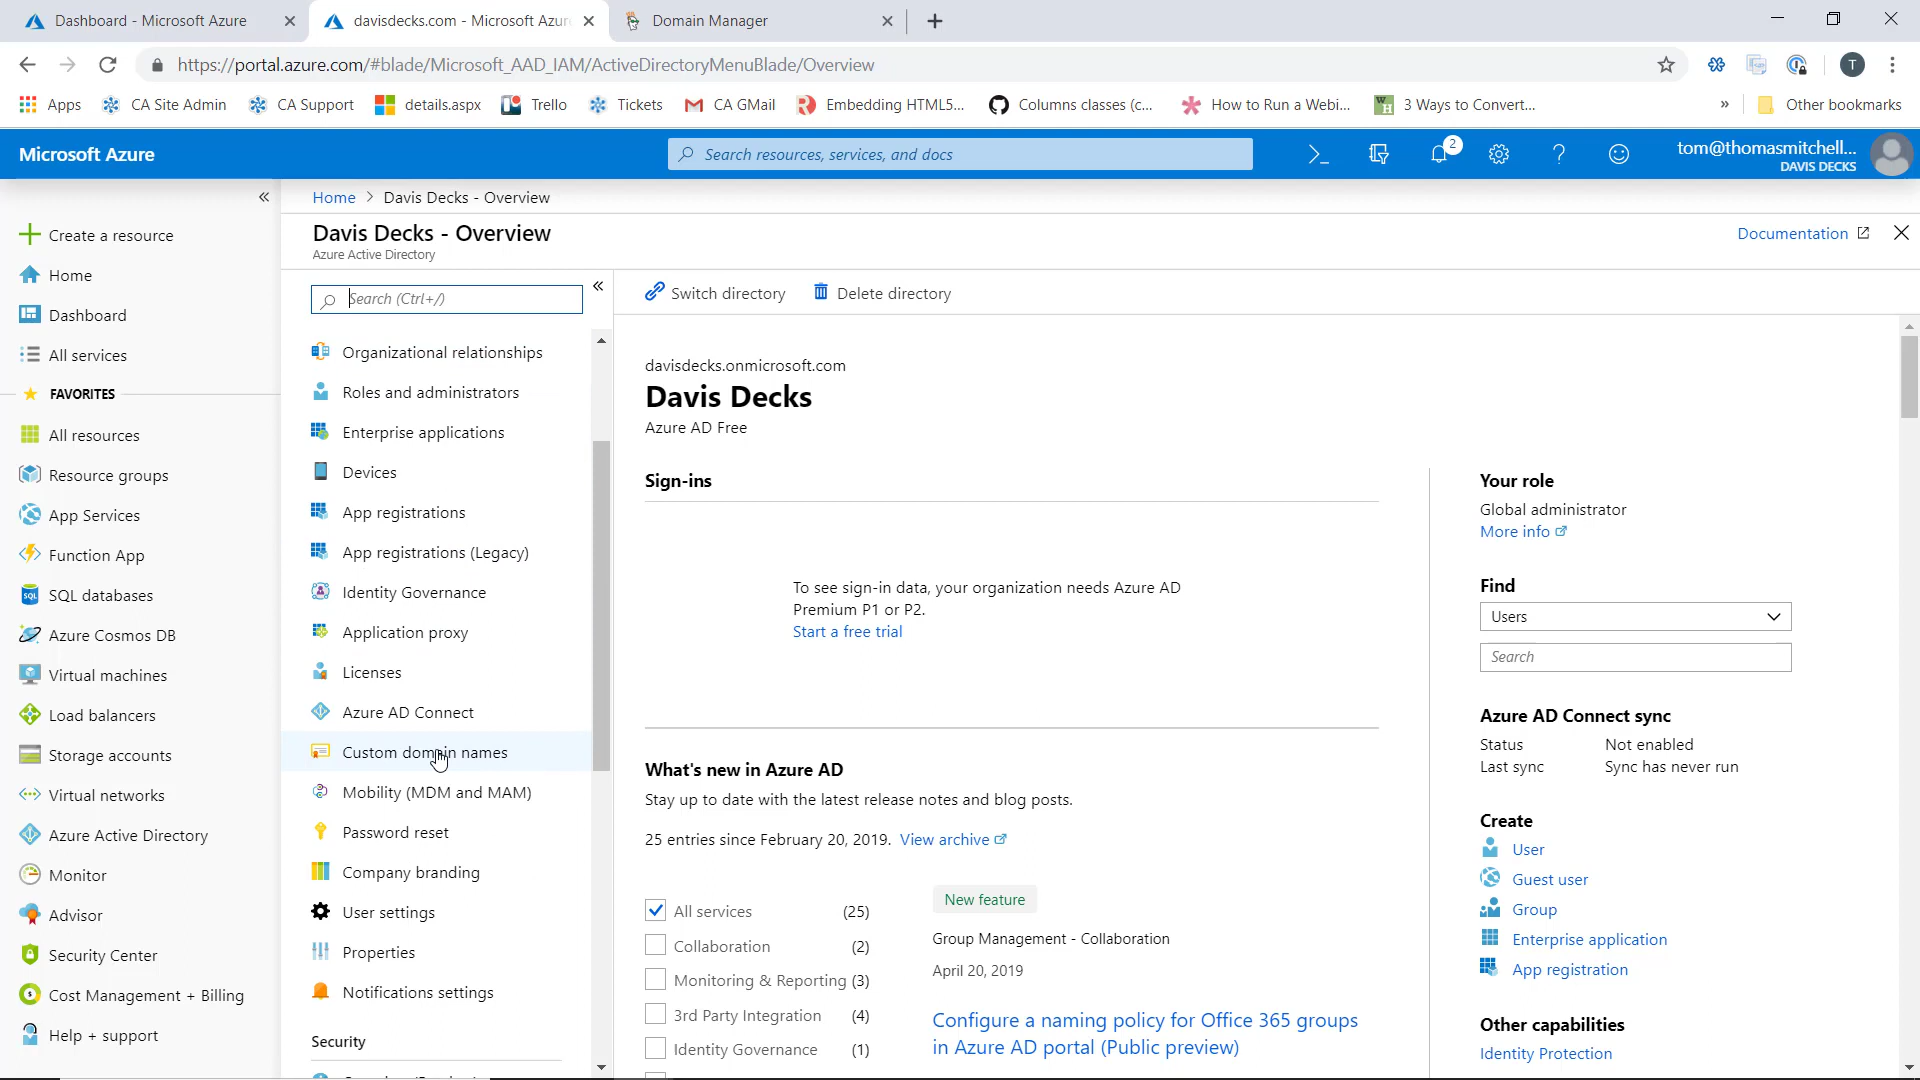 Dashboard - Microsoft Azure
davisdecks.com - Microsoft Azur
Domain Manager
https://portal.azure.com/#blade/Microsoft_AAD_IAM/ActiveDirectoryMenuBlade/Overview
T
Apps
CA Site Admin
CA Support
details.aspx
Trello
Tickets
CA GMail
Embedding HTML5...
Columns classes (c...
How to Run a Webi...
3 Ways to Convert...
»
Other bookmarks
Microsoft Azure
Search resources, services, and docs
2
tom@thomasmitchell...
DAVIS DECKS
Create a resource
Home
Dashboard
All services
FAVORITES
All resources
Resource groups
App Services
Function App
SQL databases
Azure Cosmos DB
Virtual machines
Load balancers
Storage accounts
Virtual networks
Azure Active Directory
Monitor
Advisor
Security Center
Cost Management + Billing
Help + support
Home > Davis Decks - Overview
Davis Decks - Overview
Azure Active Directory
Documentation
Search (Ctrl+/)
Organizational relationships
Roles and administrators
Enterprise applications
Devices
App registrations
App registrations (Legacy)
Identity Governance
Application proxy
Licenses
Azure AD Connect
Custom domain names
Mobility (MDM and MAM)
Password reset
Company branding
User settings
Properties
Notifications settings
Security
Switch directory
Delete directory
davisdecks.onmicrosoft.com
Davis Decks
Azure AD Free
Sign-ins
To see sign-in data, your organization needs Azure AD
Premium P1 or P2.
Start a free trial
What's new in Azure AD
Stay up to date with the latest release notes and blog posts.
25 entries since February 20, 2019. View archive
All services (25)
Collaboration (2)
Monitoring & Reporting (3)
3rd Party Integration (4)
Identity Governance (1)
New feature
Group Management - Collaboration
April 20, 2019
Configure a naming policy for Office 365 groups
in Azure AD portal (Public preview)
Your role
Global administrator
More info
Find
Users
Search
Azure AD Connect sync
Status Not enabled
Last sync Sync has never run
Create
User
Guest user
Group
Enterprise application
App registration
Other capabilities
Identity Protection